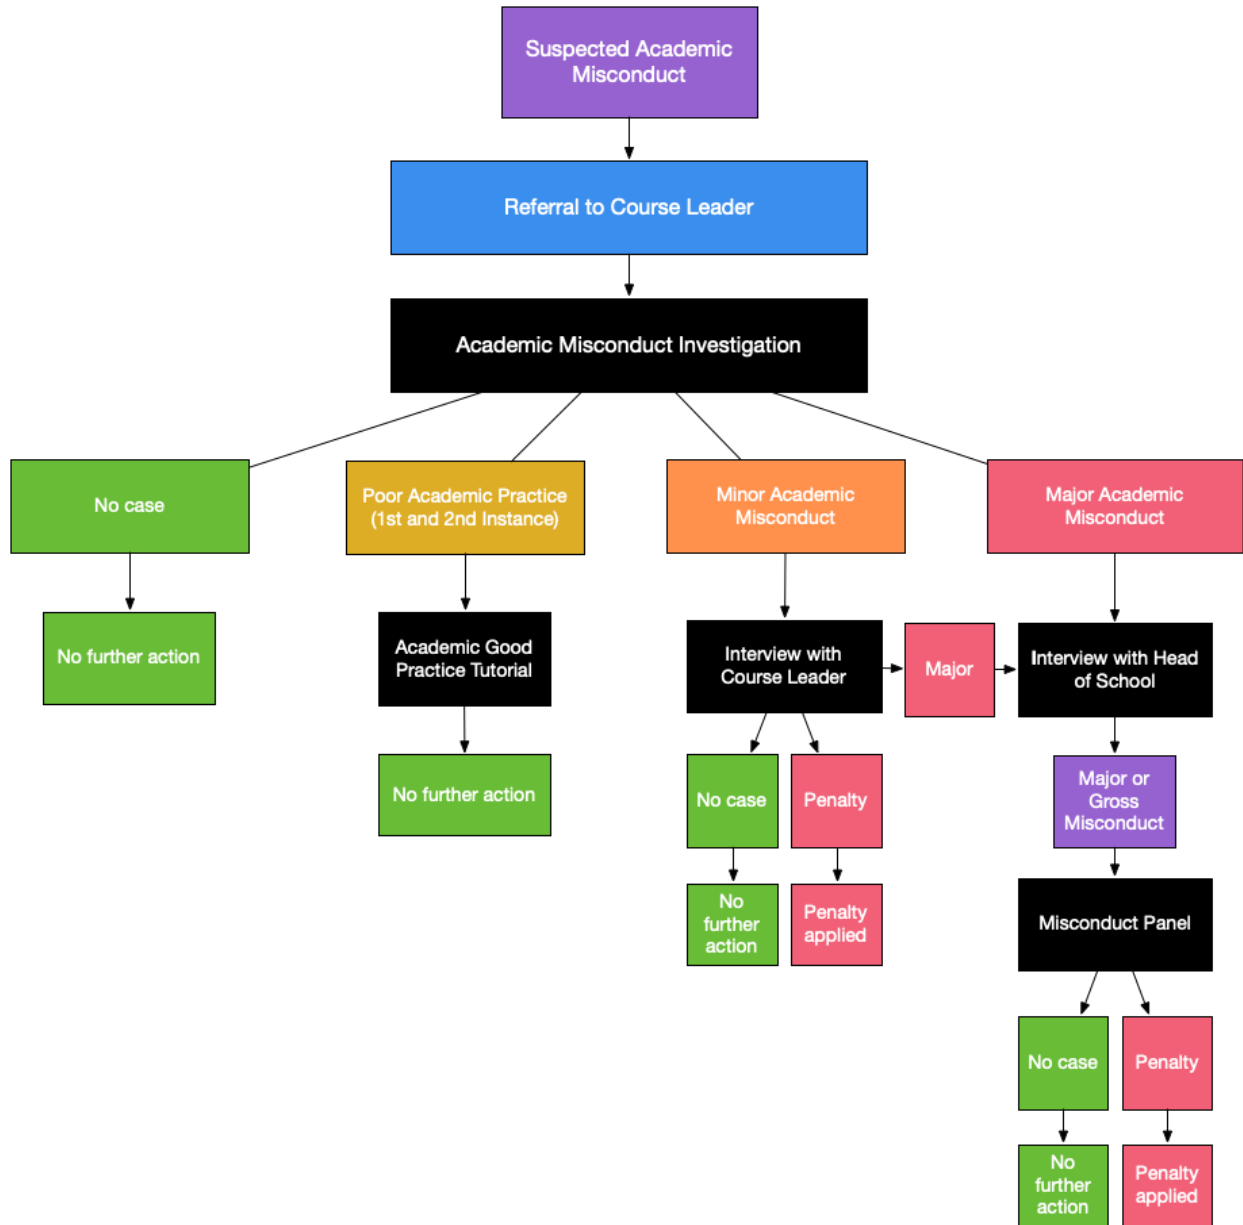 Suspected Academic
Misconduct
Referral to Course Leader
Academic Misconduct Investigation
No case
Poor Academic Practice
(1st and 2nd Instance)
Minor Academic
Misconduct
Major Academic
Misconduct
No further action
Academic Good
Practice Tutorial
Interview with
Course Leader
Major
Interview with Head
of School
No further action
No case
Penalty
Major or
Gross
Misconduct
No
further
action
Penalty
applied
Misconduct Panel
No case
Penalty
No
further
action
Penalty
applied